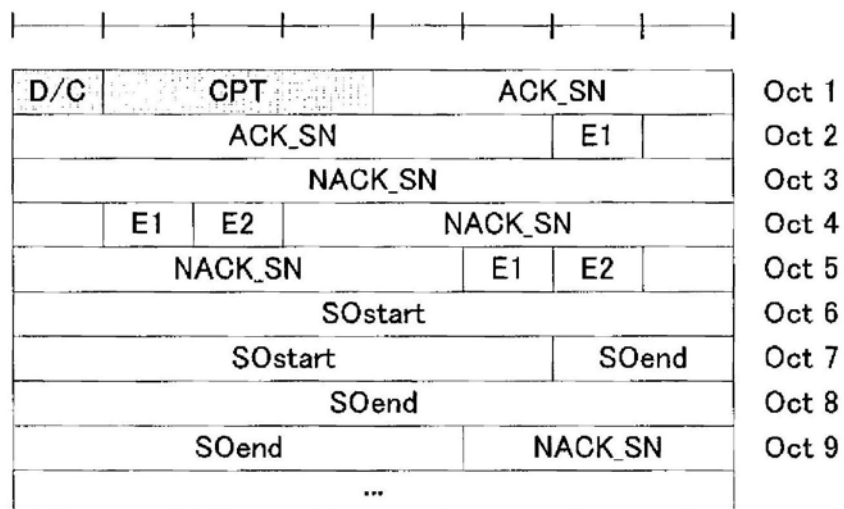 D/C CPT ACK_SN Oct 1
ACK_SN E1 Oct 2
NACK_SN Oct 3
E1 E2 NACK_SN Oct 4
NACK_SN E1 E2 Oct 5
SOstart Oct 6
SOstart SOend Oct 7
SOend Oct 8
SOend NACK_SN Oct 9
...